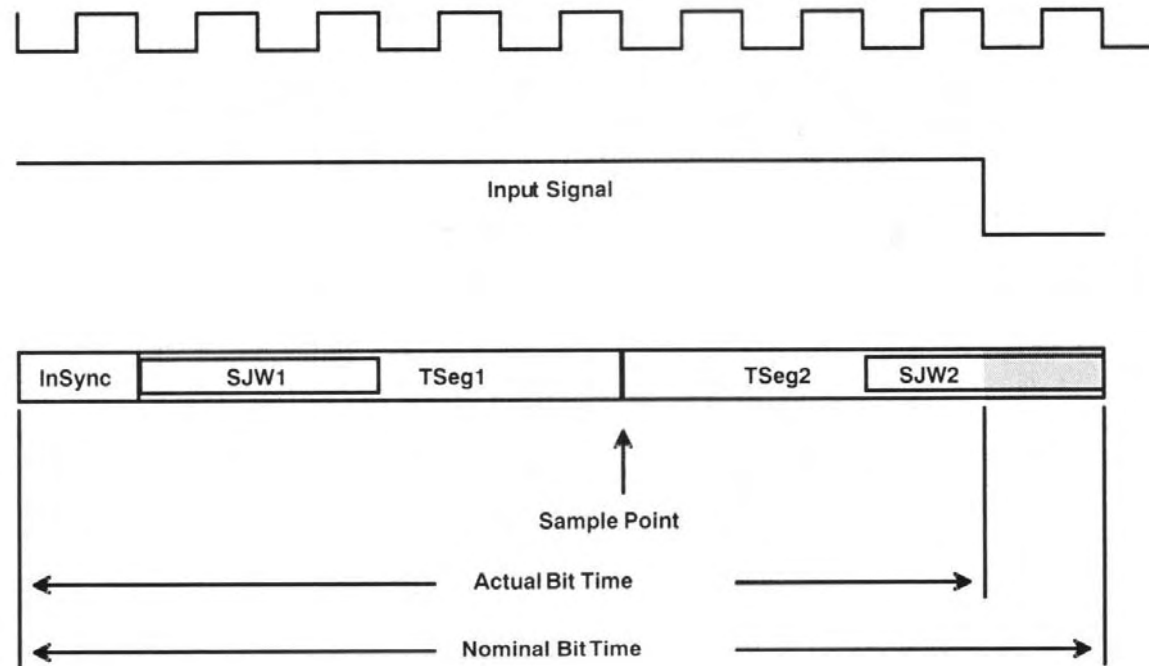 Input Signal
InSync SJW1 TSeg1 TSeg2 SJW2
Sample Point
Actual Bit Time
Nominal Bit Time